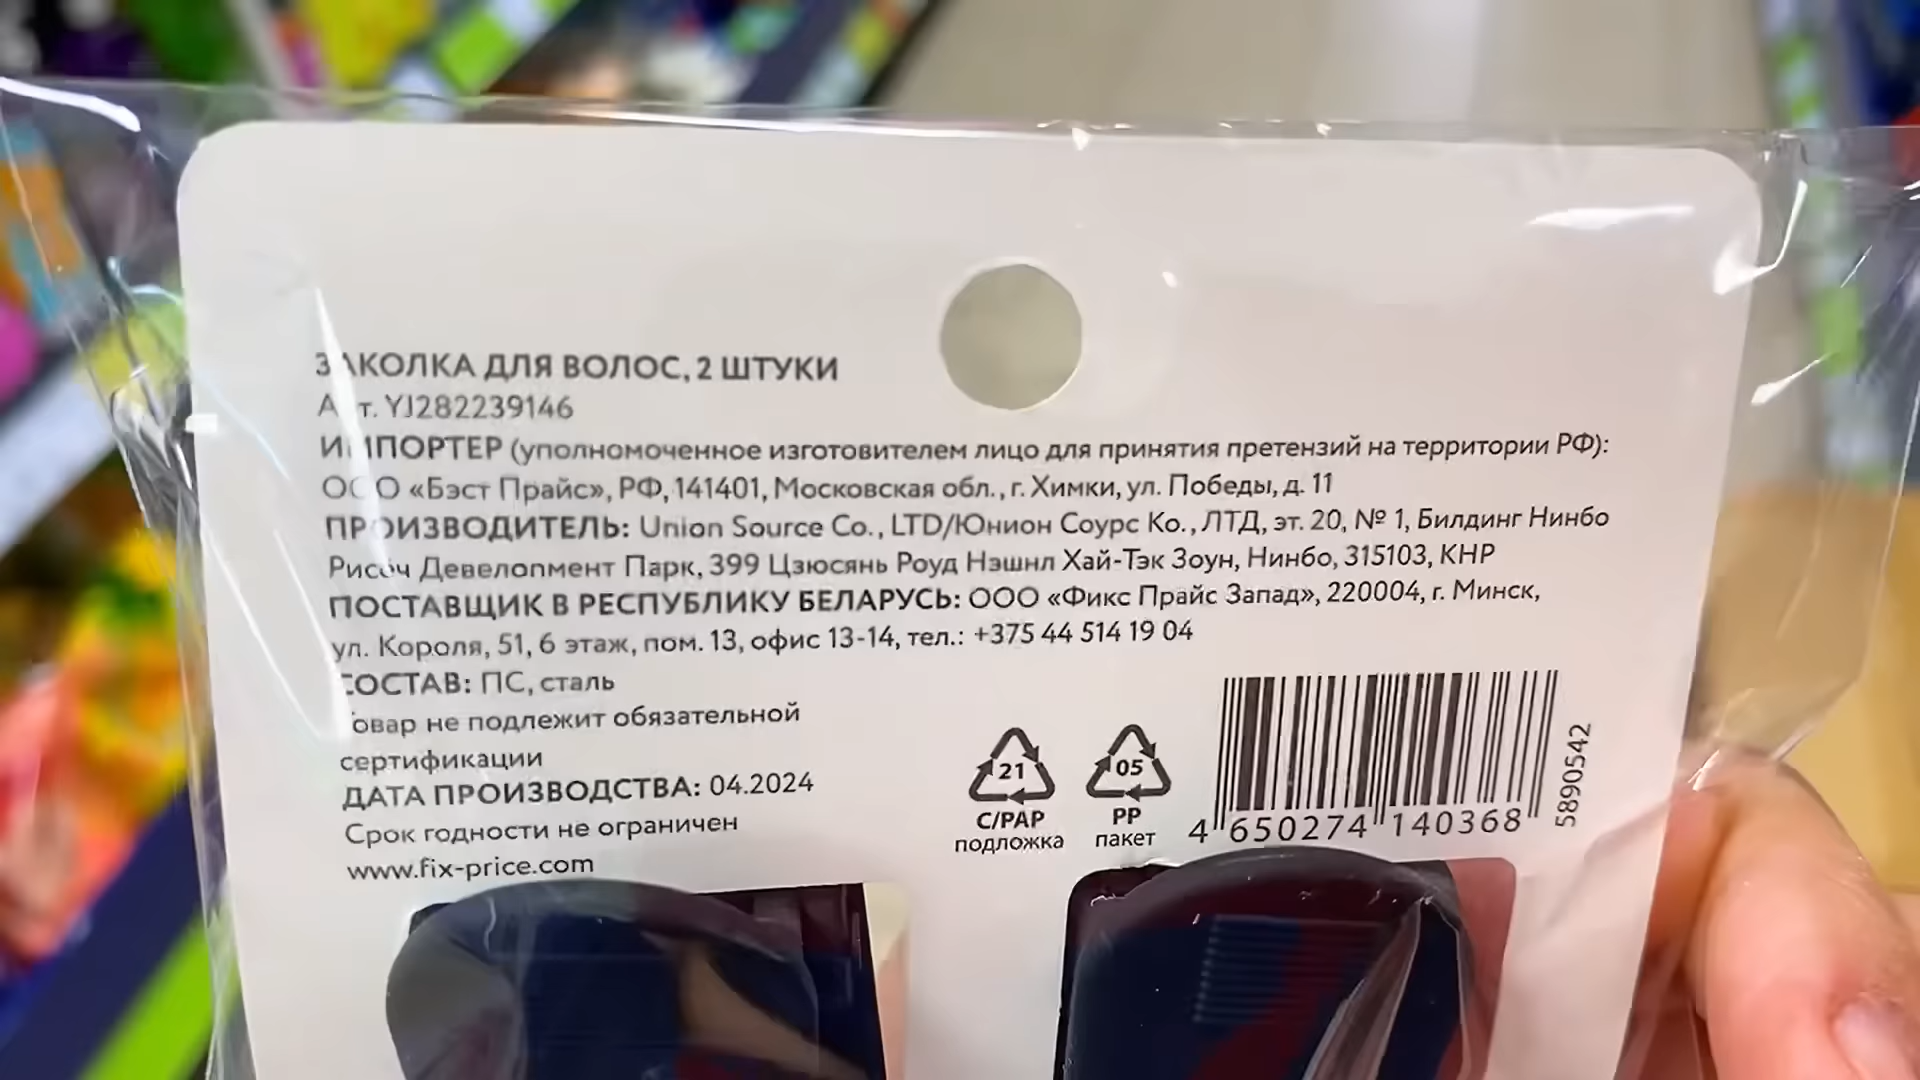 ЗАКОЛКА ДЛЯ ВОЛОС, 2 ШТУКИ
Арт. YJ282239146
ИМПОРТЕР (уполномоченное изготовителем лицо для принятия претензий на территории РФ):
ООО «Бэст Прайс», РФ, 141401, Московская обл., г. Химки, ул. Победы, д. 11
ПРОИЗВОДИТЕЛЬ: Union Source Co., LTD/Юнион Соурс Ко., ЛТД, эт. 20, № 1, Билдинг Нинбо
Рисёч Девелопмент Парк, 399 Цзюсянь Роуд Нэшнл Хай-Тэк Зоун, Нинбо, 315103, КНР
ПОСТАВЩИК В РЕСПУБЛИКУ БЕЛАРУСЬ: ООО «Фикс Прайс Запад», 220004, г. Минск,
ул. Короля, 51, 6 этаж, пом. 13, офис 13-14, тел.: +375 44 514 19 04
СОСТАВ: ПС, сталь
Товар не подлежит обязательной
сертификации
ДАТА ПРОИЗВОДСТВА: 04.2024
Срок годности не ограничен
www.fix-price.com
21
C/PAP
подложка
05
PP
пакет
4 650274 140368
5890542